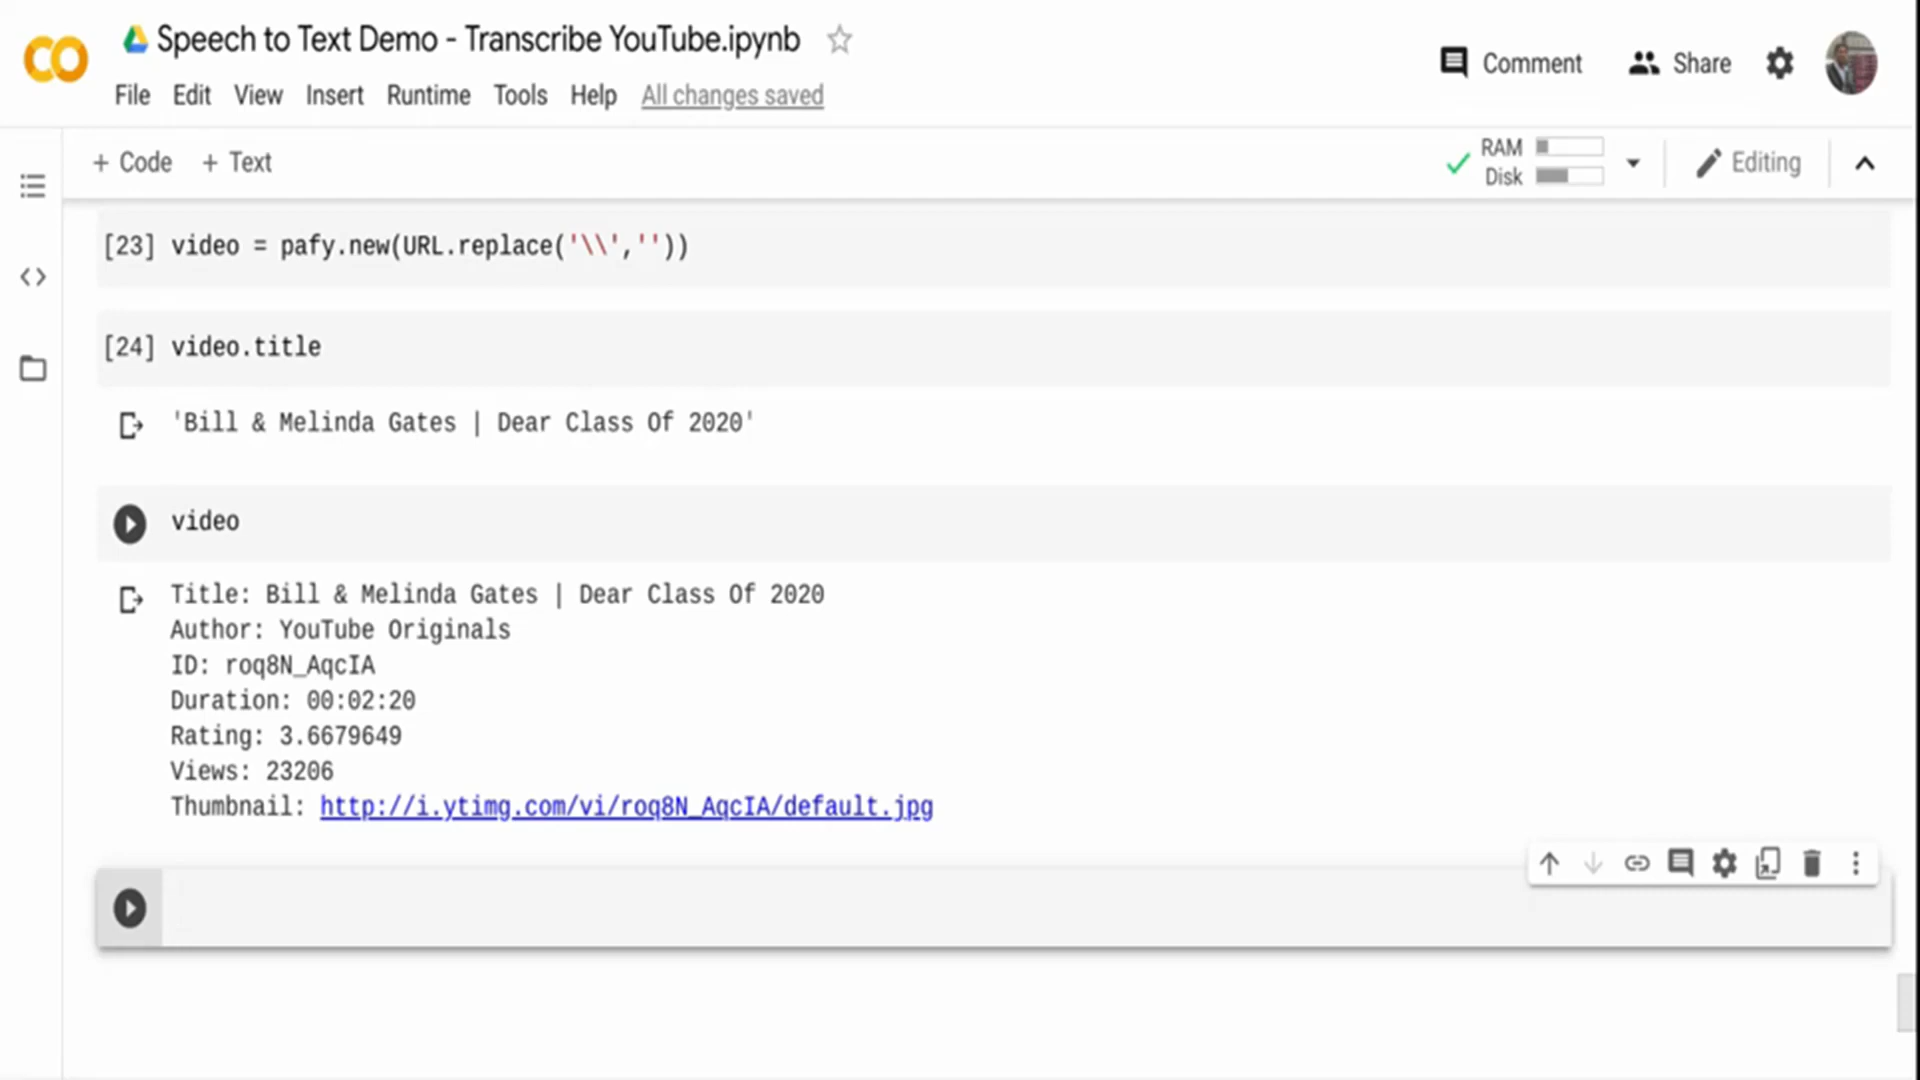 Speech to Text Demo - Transcribe YouTube.ipynb
File Edit View Insert Runtime Tools Help All changes saved
Comment Share
+ Code + Text
RAM
Disk
Editing
[23] video = pafy.new(URL.replace('\\',''))
[24] video.title
'Bill & Melinda Gates | Dear Class Of 2020'
video
Title: Bill & Melinda Gates | Dear Class Of 2020
Author: YouTube Originals
ID: roq8N_AqcIA
Duration: 00:02:20
Rating: 3.6679649
Views: 23206
Thumbnail: http://i.ytimg.com/vi/roq8N_AqcIA/default.jpg